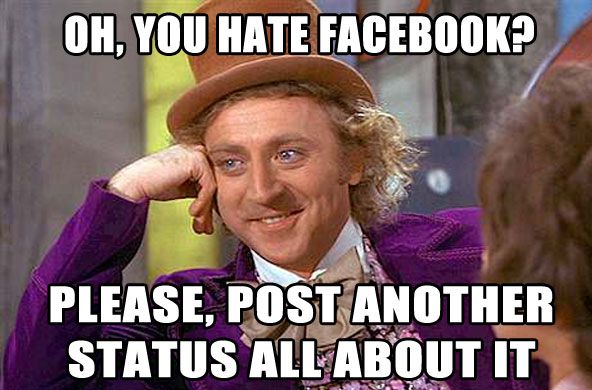 OH, YOU HATE FACEBOOK?
PLEASE, POST ANOTHER
STATUS ALL ABOUT IT